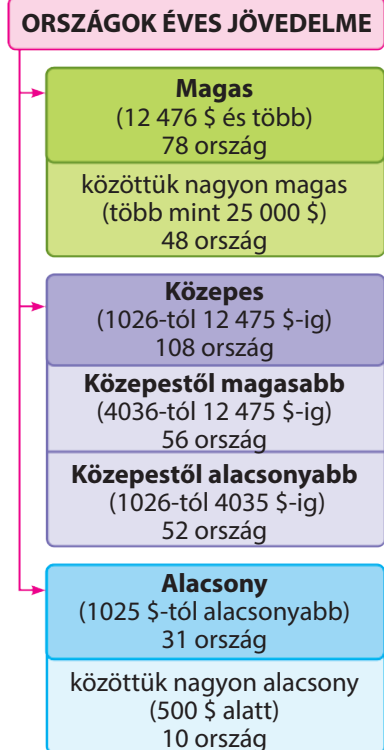 ORSZÁGOK ÉVES JÖVEDELME
Magas
(12 476 $ és több)
78 ország
közöttük nagyon magas
(több mint 25 000 $)
48 ország
Közepes
(1026-tól 12 475 $-ig)
108 ország
Közepestől magasabb
(4036-tól 12 475 $-ig)
56 ország
Közepestől alacsonyabb
(1026-tól 4035 $-ig)
52 ország
Alacsony
(1025 $-tól alacsonyabb)
31 ország
közöttük nagyon alacsony
(500 $ alatt)
10 ország